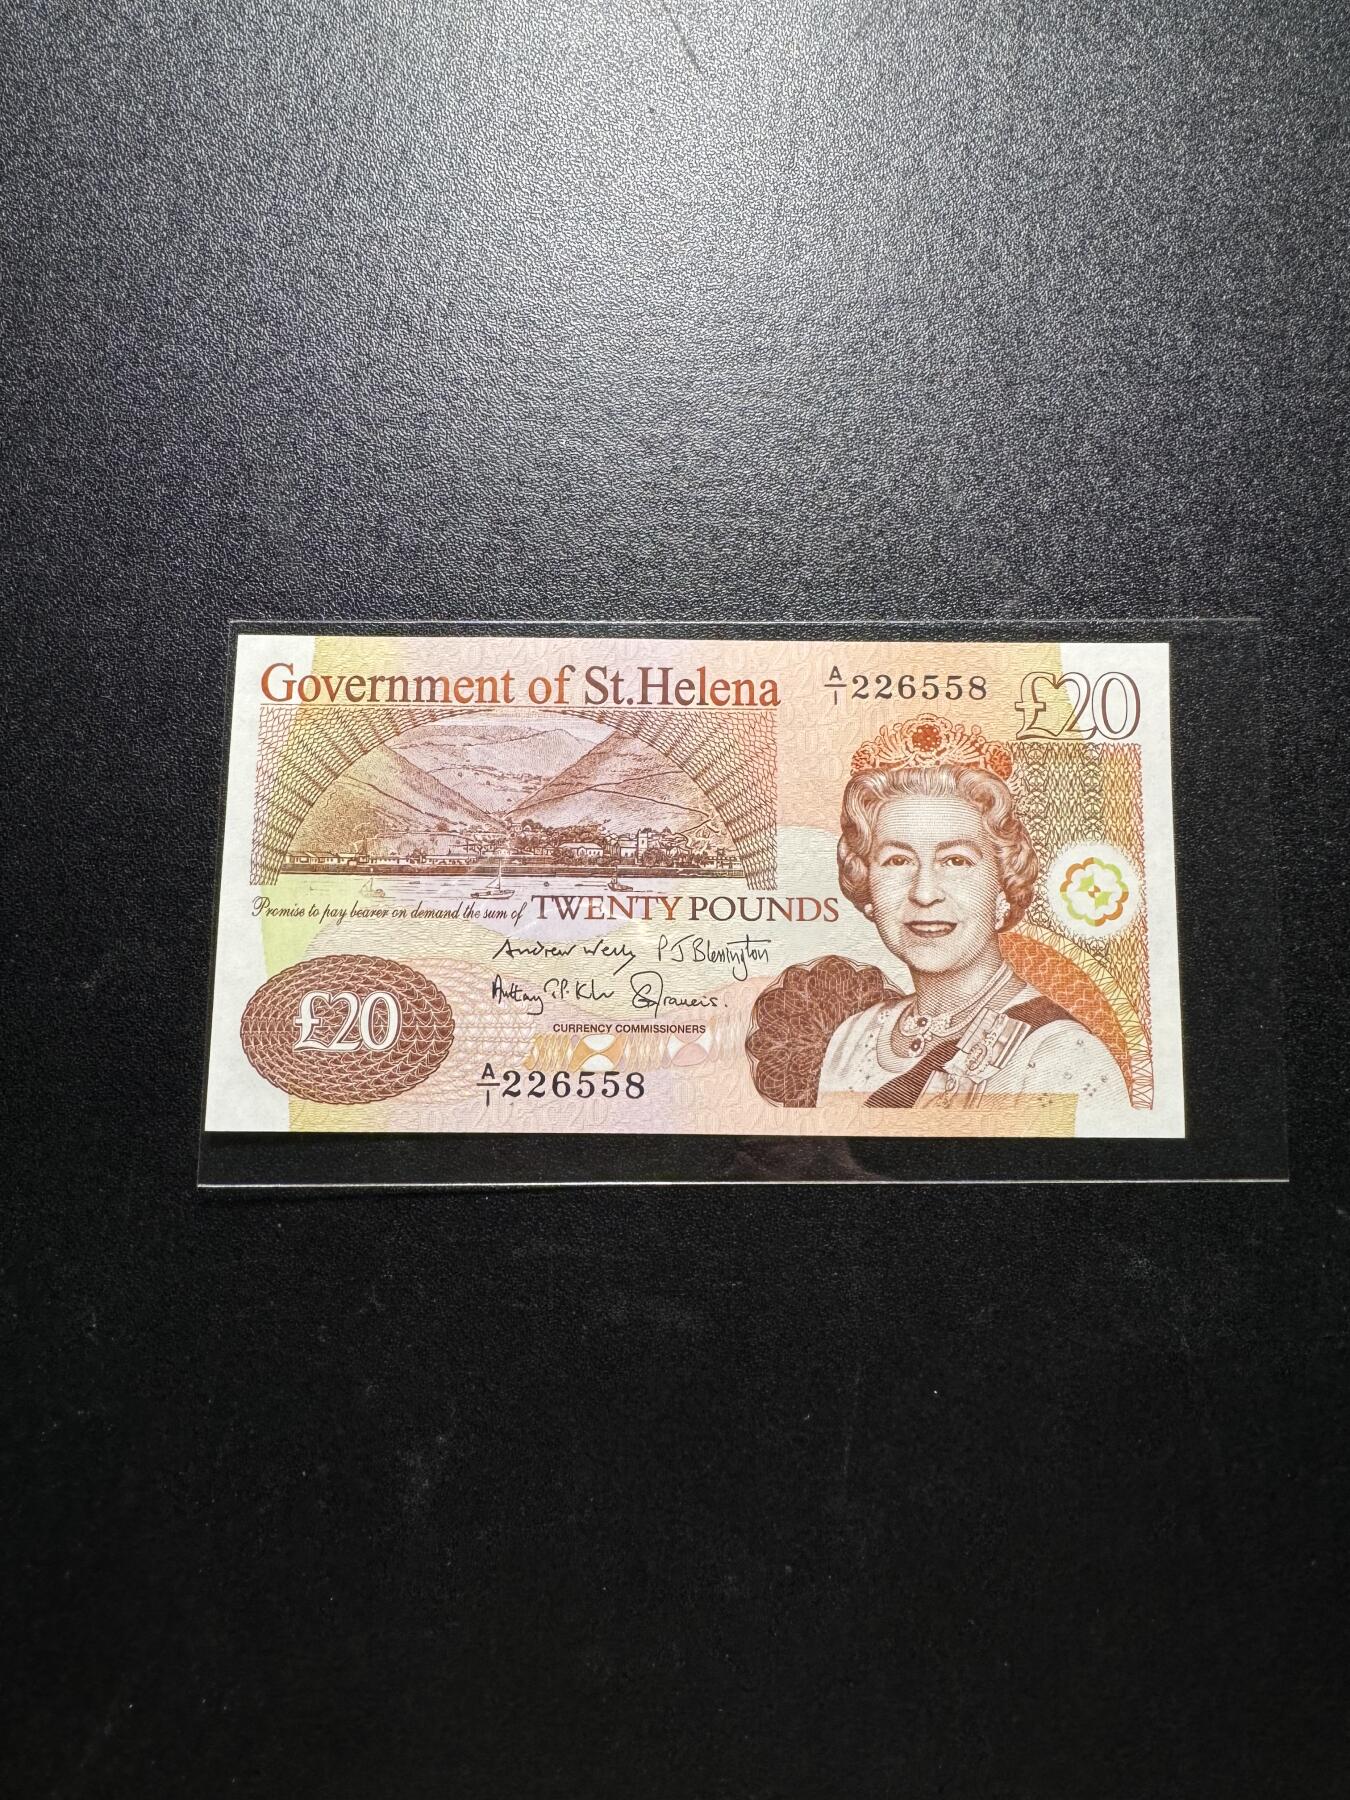 Government of St.Helena
A/1 226558
£20
Promise to pay bearer on demand the sum of TWENTY POUNDS
P J Blessington
£20
CURRENCY COMMISSIONERS
A/1 226558